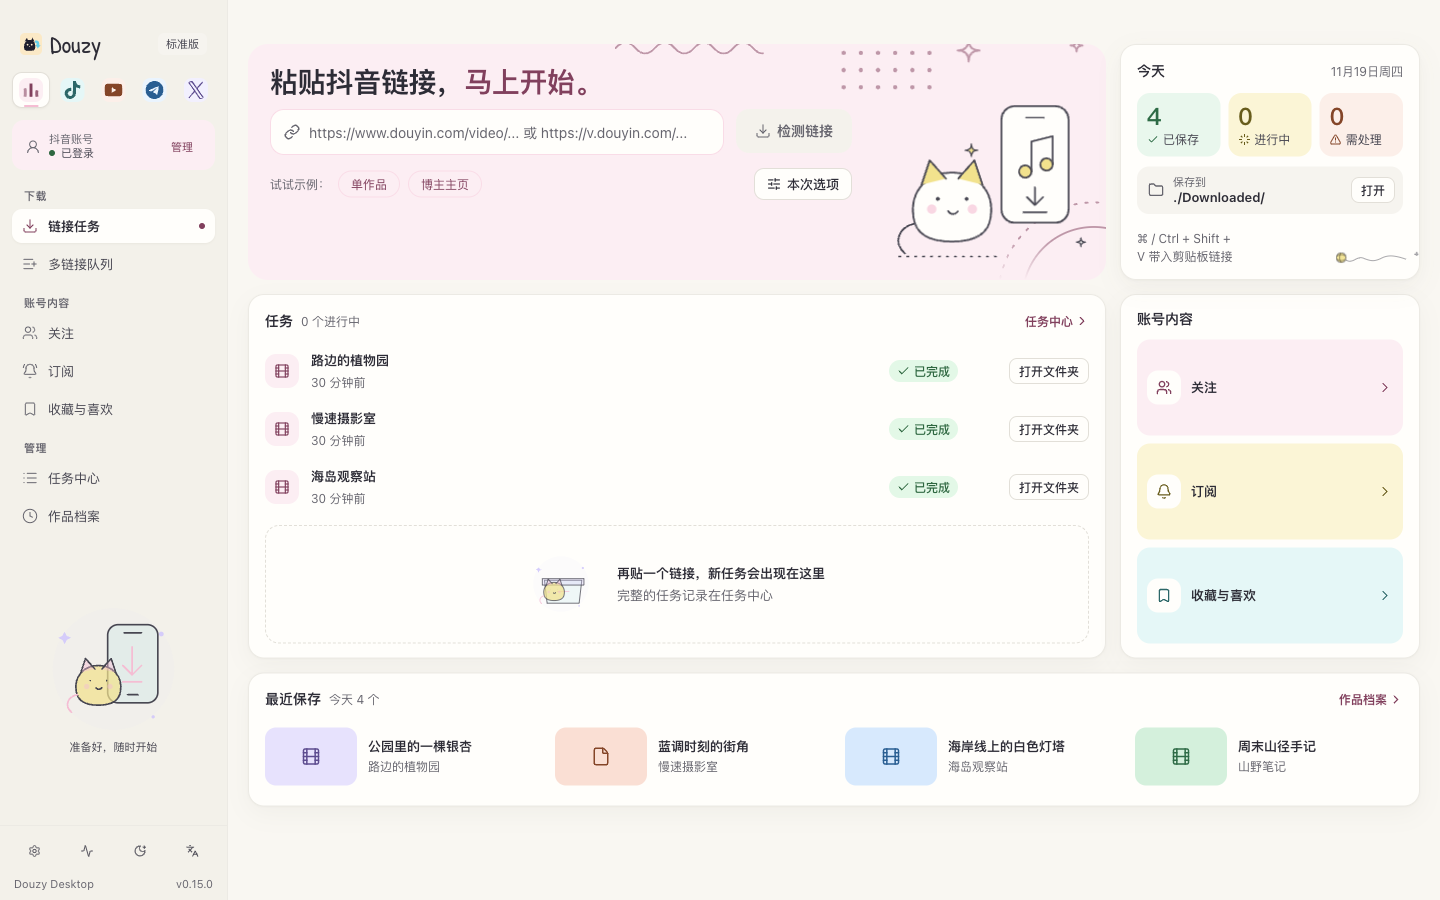 Douzy
标准版
抖音账号
已登录
管理
下载
链接任务
多链接队列
账号内容
关注
订阅
收藏与喜欢
管理
任务中心
作品档案
准备好，随时开始
Douzy Desktop
v0.15.0
粘贴抖音链接，马上开始。
https://www.douyin.com/video/... 或 https://v.douyin.com/...
检测链接
试试示例：
单作品
博主主页
本次选项
今天
11月19日周四
4
已保存
0
进行中
0
需处理
保存到
./Downloaded/
打开
⌘ / Ctrl + Shift +
V 带入剪贴板链接
任务 0 个进行中
任务中心
路边的植物园
30 分钟前
已完成
打开文件夹
慢速摄影室
30 分钟前
已完成
打开文件夹
海岛观察站
30 分钟前
已完成
打开文件夹
再贴一个链接，新任务会出现在这里
完整的任务记录在任务中心
账号内容
关注
订阅
收藏与喜欢
最近保存 今天 4 个
作品档案
公园里的一棵银杏
路边的植物园
蓝调时刻的街角
慢速摄影室
海岸线上的白色灯塔
海岛观察站
周末山径手记
山野笔记